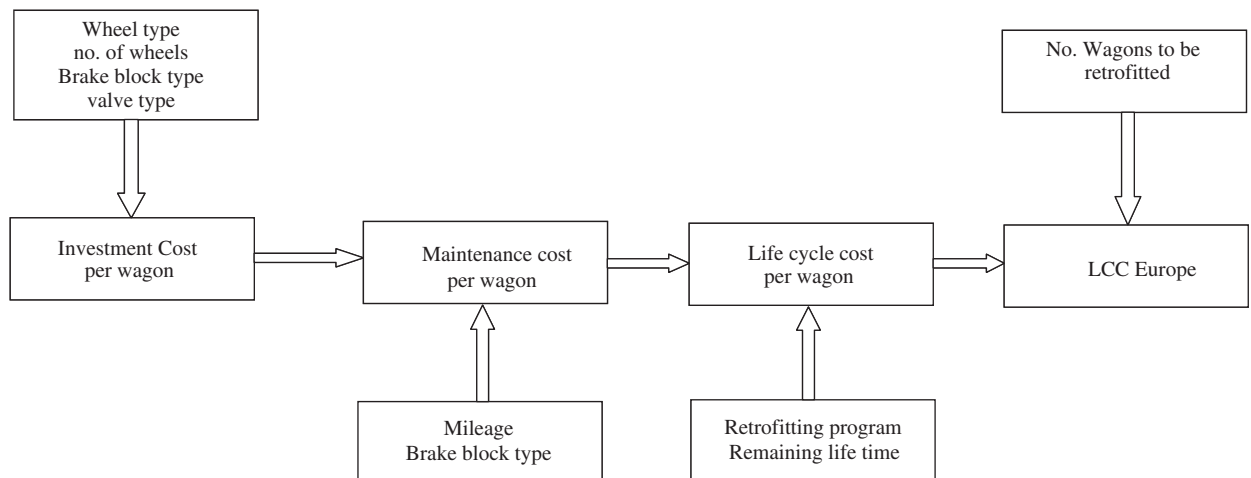 Wheel type
no. of wheels
Brake block type
valve type
No. Wagons to be
retrofitted
Investment Cost
per wagon
Maintenance cost
per wagon
Life cycle cost
per wagon
LCC Europe
Mileage
Brake block type
Retrofitting program
Remaining life time